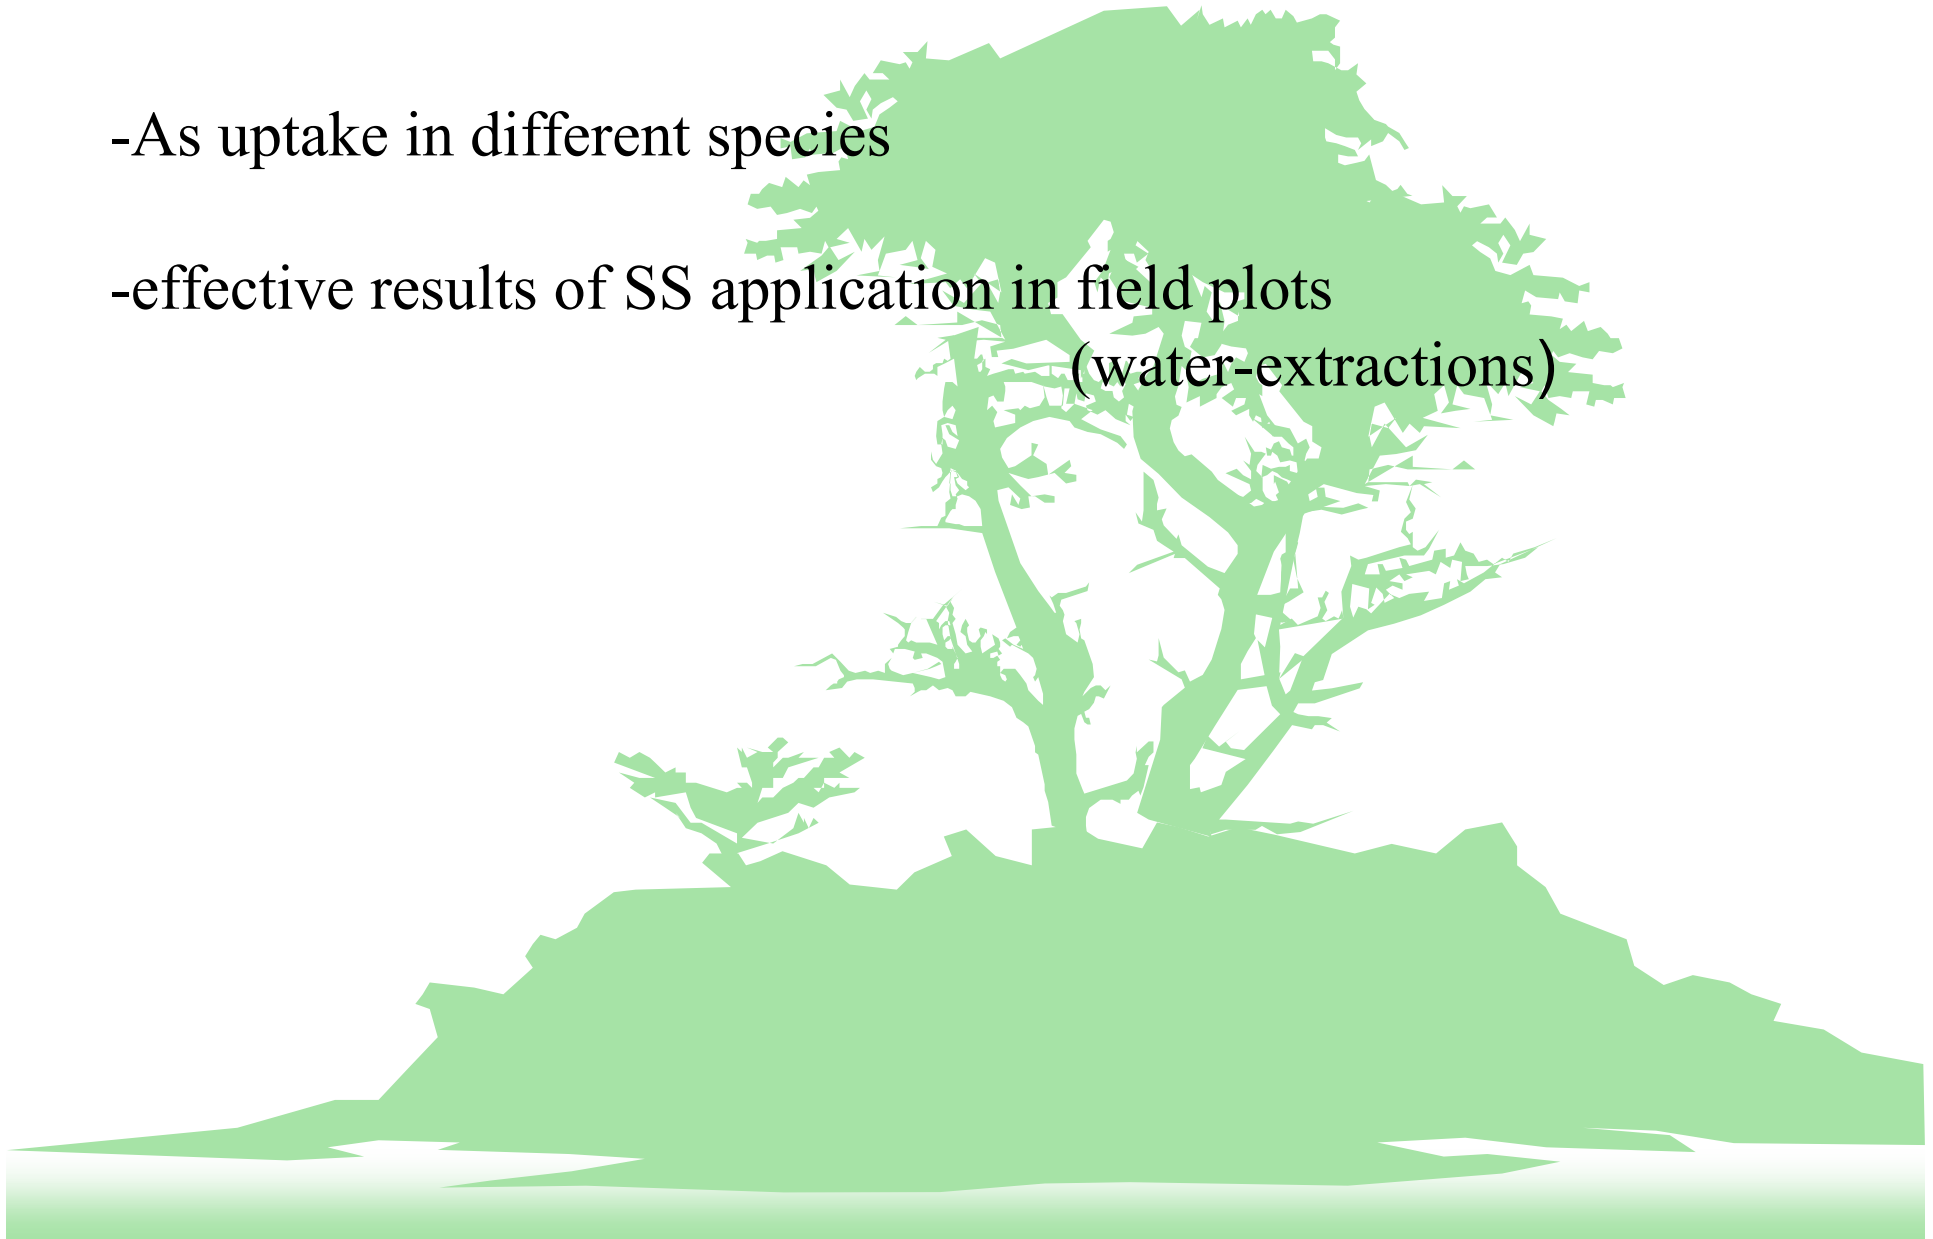 -As uptake in different species
-effective results of SS application in field plots
(water-extractions)